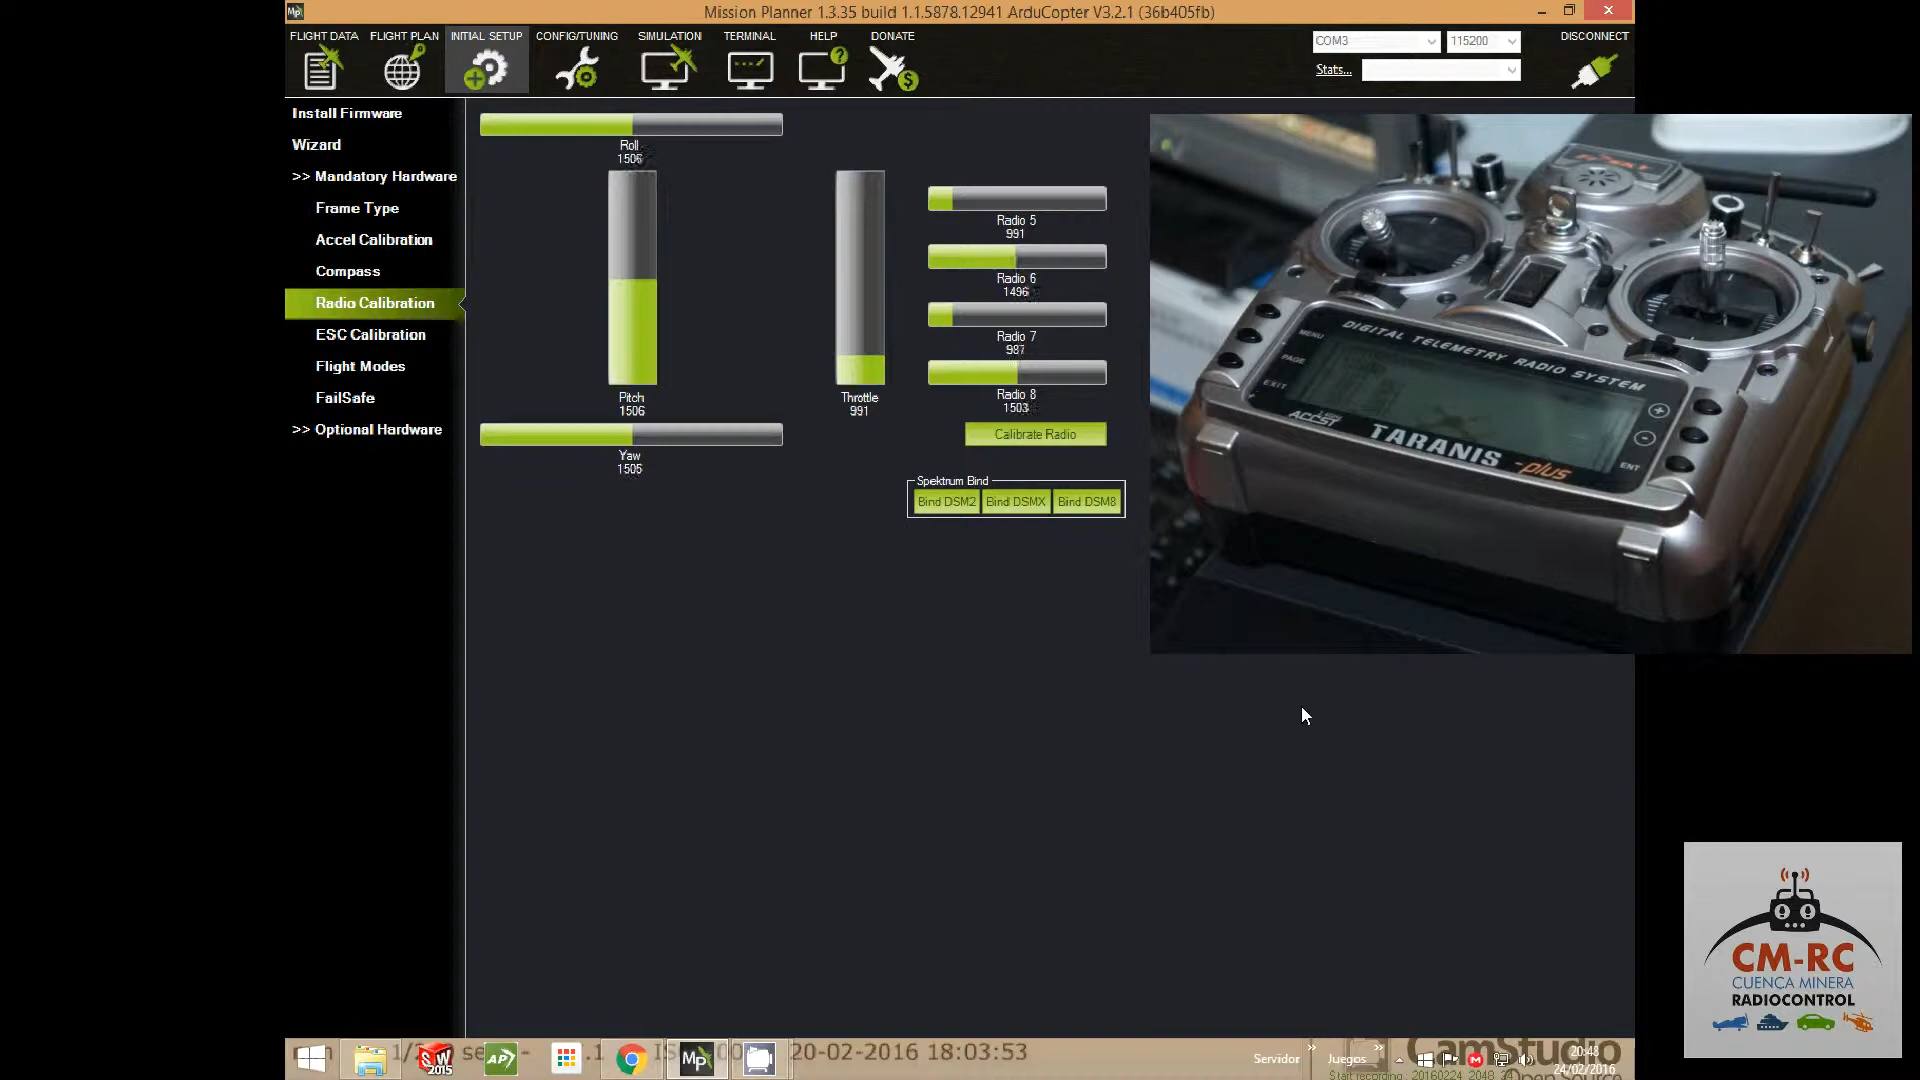 Mission Planner 1.3.35 build 1.1.5878.12941 ArduCopter V3.2.1 (36b405fb)
FLIGHT DATA
FLIGHT PLAN
INITIAL SETUP
CONFIG/TUNING
SIMULATION
TERMINAL
HELP
DONATE
COM3
115200
DISCONNECT
Stats...
Install Firmware
Wizard
>> Mandatory Hardware
Frame Type
Accel Calibration
Compass
Radio Calibration
ESC Calibration
Flight Modes
FailSafe
>> Optional Hardware
Roll
1506
Pitch
1506
Throttle
991
Yaw
1505
Radio 5
991
Radio 6
1496
Radio 7
987
Radio 8
1503
Calibrate Radio
Spektrum Bind
Bind DSM2
Bind DSMX
Bind DSM8
MENU
PAGE
EXIT
DIGITAL TELEMETRY RADIO SYSTEM
ACCST
TARANIS -plus
ENT
CM-RC
CUENCA MINERA
RADIOCONTROL
SW
2015
AP
Mp
20-02-2016 18:03:53
Servidor
Juegos
CamStudio
20:48
24/02/2016